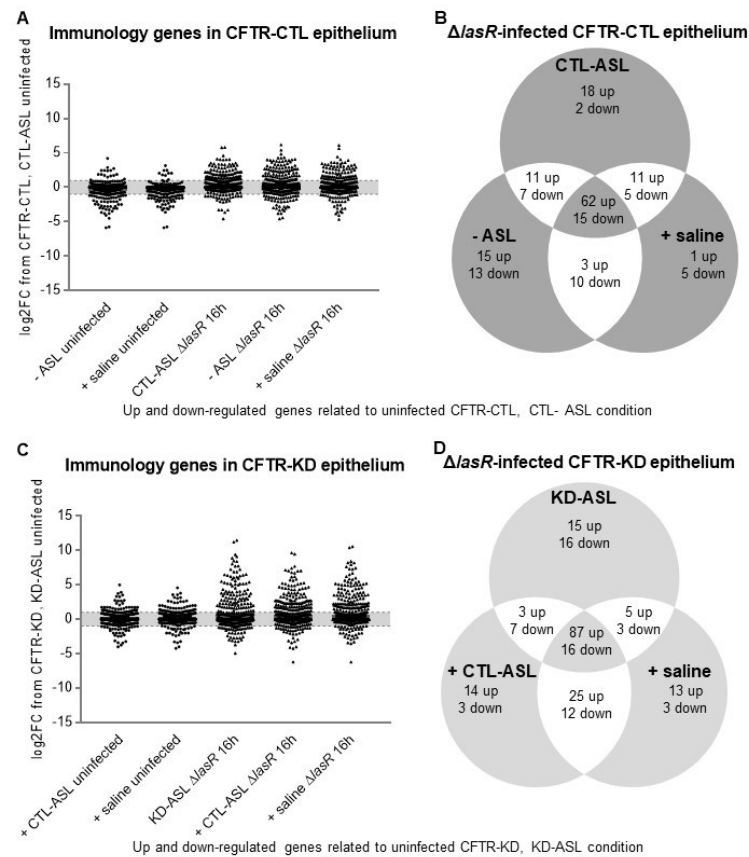 A
Immunology genes in CFTR-CTL epithelium
log2FC from CFTR-CTL, CTL-ASL uninfected
15
10
5
0
-5
-10
-15
- ASL uninfected
+ saline uninfected
CTL-ASL ΔlasR 16h
- ASL ΔlasR 16h
+ saline ΔlasR 16h
B
ΔlasR-infected CFTR-CTL epithelium
CTL-ASL
18 up
2 down
11 up
7 down
11 up
5 down
62 up
15 down
- ASL
15 up
13 down
+ saline
1 up
5 down
3 up
10 down
Up and down-regulated genes related to uninfected CFTR-CTL, CTL- ASL condition
C
Immunology genes in CFTR-KD epithelium
log2FC from CFTR-KD, KD-ASL uninfected
15
10
5
0
-5
-10
-15
+ CTL-ASL uninfected
+ saline uninfected
KD-ASL ΔlasR 16h
+ CTL-ASL ΔlasR 16h
+ saline ΔlasR 16h
D
ΔlasR-infected CFTR-KD epithelium
KD-ASL
15 up
16 down
3 up
7 down
5 up
3 down
87 up
16 down
+ CTL-ASL
14 up
3 down
+ saline
13 up
3 down
25 up
12 down
Up and down-regulated genes related to uninfected CFTR-KD, KD-ASL condition